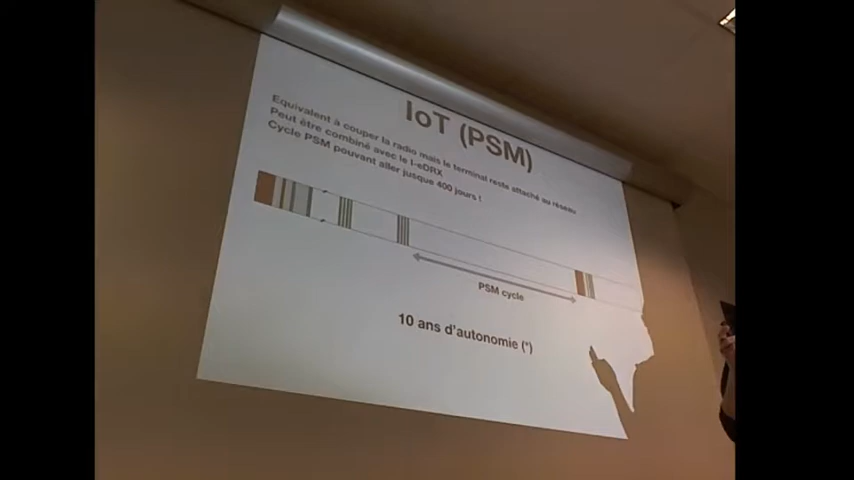 IoT (PSM)
Equivalent à couper la radio mais le terminal reste attaché au réseau
Peut être combiné avec le I-eDRX
Cycle PSM pouvant aller jusque 400 jours !
PSM cycle
10 ans d'autonomie (*)